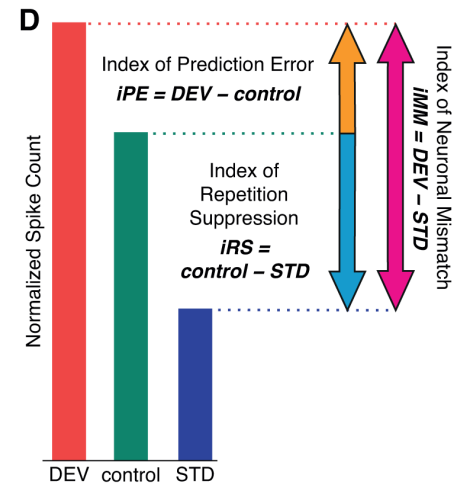 D
Index of Prediction Error
iPE = DEV − control
Index of
Repetition
Suppression
iRS =
control − STD
Index of Neuronal Mismatch
iMM = DEV − STD
Normalized Spike Count
DEV control STD